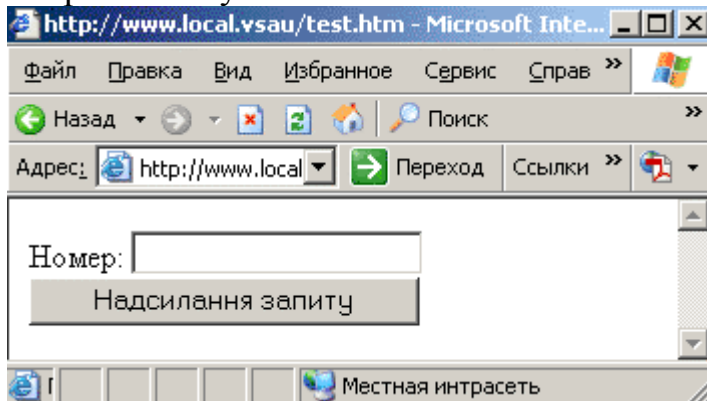 http://www.local.vsau/test.htm - Microsoft Inte...
Файл Правка Вид Избранное Сервис Справ »
Назад Поиск »
Адрес: http://www.local Переход Ссылки »
Номер:
Надсилання запиту
Местная интрасеть